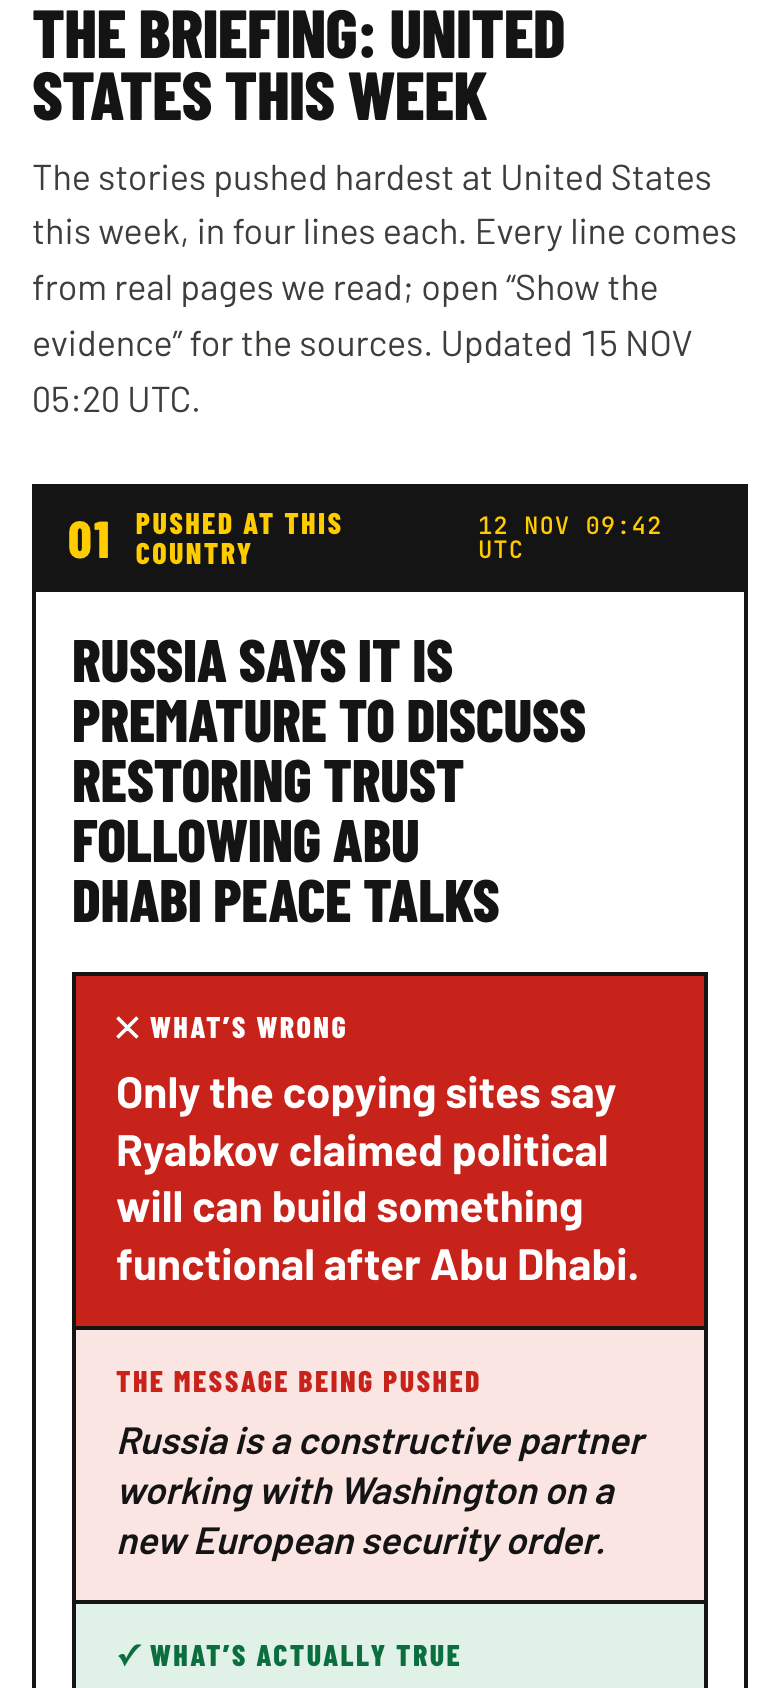 THE BRIEFING: UNITED
STATES THIS WEEK
The stories pushed hardest at United States
this week, in four lines each. Every line comes
from real pages we read; open “Show the
evidence” for the sources. Updated 15 NOV
05:20 UTC.
01
PUSHED AT THIS
COUNTRY
12 NOV 09:42
UTC
RUSSIA SAYS IT IS
PREMATURE TO DISCUSS
RESTORING TRUST
FOLLOWING ABU
DHABI PEACE TALKS
✕ WHAT’S WRONG
Only the copying sites say
Ryabkov claimed political
will can build something
functional after Abu Dhabi.
THE MESSAGE BEING PUSHED
Russia is a constructive partner
working with Washington on a
new European security order.
✓ WHAT’S ACTUALLY TRUE